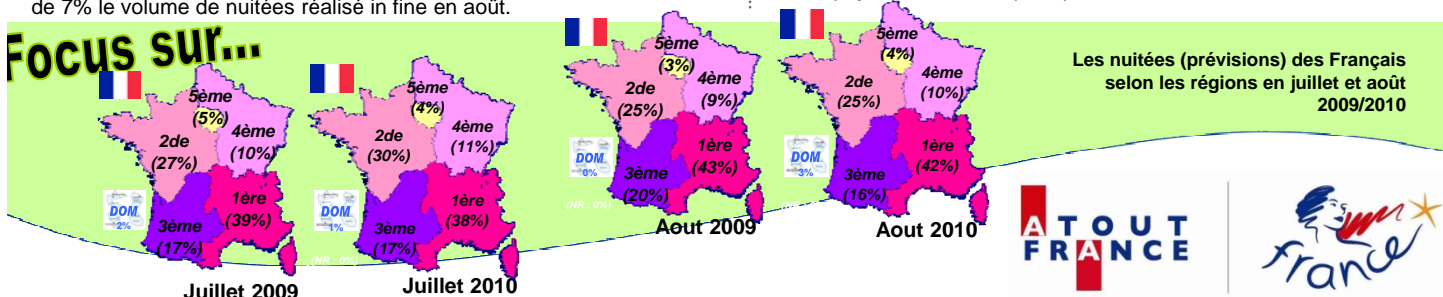 de 7% le volume de nuitées réalisé in fine en août.
Focus sur...
Les nuitées (prévisions) des Français
selon les régions en juillet et août
2009/2010
5ème
(5%)
2de
(27%)
4ème
(10%)
1ère
(39%)
3ème
(17%)
DOM
2%
Juillet 2009
5ème
(4%)
2de
(30%)
4ème
(11%)
1ère
(38%)
3ème
(17%)
DOM
1%
(NR : 0%)
Juillet 2010
5ème
(3%)
2de
(25%)
4ème
(9%)
1ère
(43%)
3ème
(20%)
DOM
0%
(NR : 0%)
Aout 2009
5ème
(4%)
2de
(25%)
4ème
(10%)
1ère
(42%)
3ème
(16%)
DOM
3%
Aout 2010
ATOUT
FRANCE
france